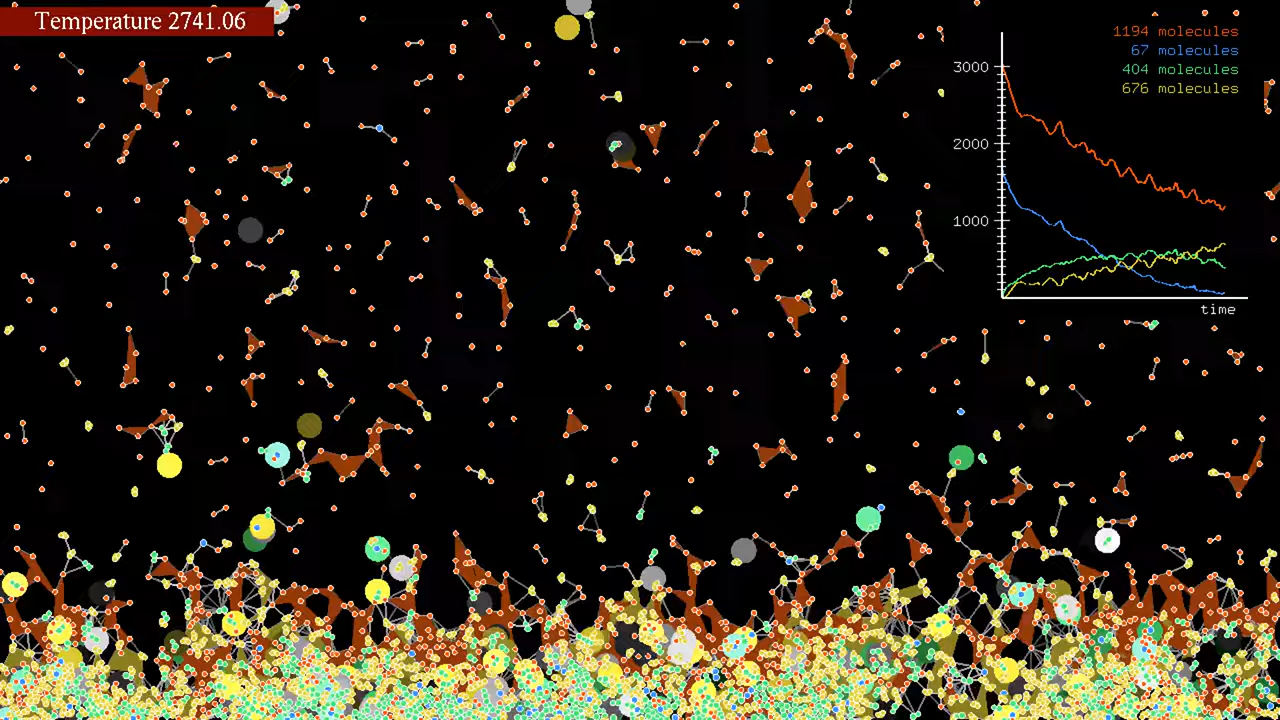 Temperature 2741.06
1194 molecules
67 molecules
404 molecules
676 molecules
3000
2000
1000
time